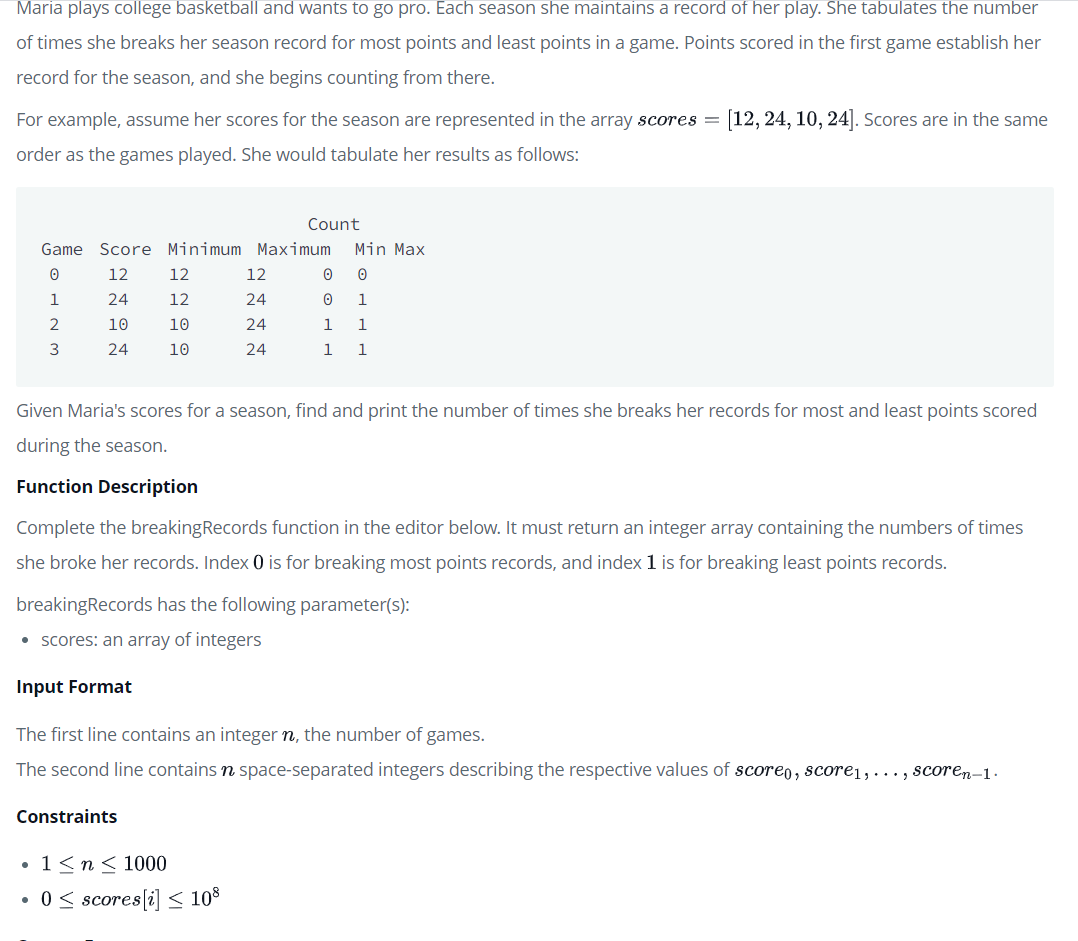 Maria plays college basketball and wants to go pro. Each season she maintains a record of her play. She tabulates the number
of times she breaks her season record for most points and least points in a game. Points scored in the first game establish her
record for the season, and she begins counting from there.
For example, assume her scores for the season are represented in the array scores = [12, 24, 10, 24]. Scores are in the same
order as the games played. She would tabulate her results as follows:
Count
Game Score Minimum Maximum Min Max
0 12 12 12 0 0
1 24 12 24 0 1
2 10 10 24 1 1
3 24 10 24 1 1
Given Maria's scores for a season, find and print the number of times she breaks her records for most and least points scored
during the season.
Function Description
Complete the breakingRecords function in the editor below. It must return an integer array containing the numbers of times
she broke her records. Index 0 is for breaking most points records, and index 1 is for breaking least points records.
breakingRecords has the following parameter(s):
• scores: an array of integers
Input Format
The first line contains an integer n, the number of games.
The second line contains n space-separated integers describing the respective values of score₀, score₁, . . . , scoreₙ₋₁.
Constraints
• 1 ≤ n ≤ 1000
• 0 ≤ scores[i] ≤ 10⁸